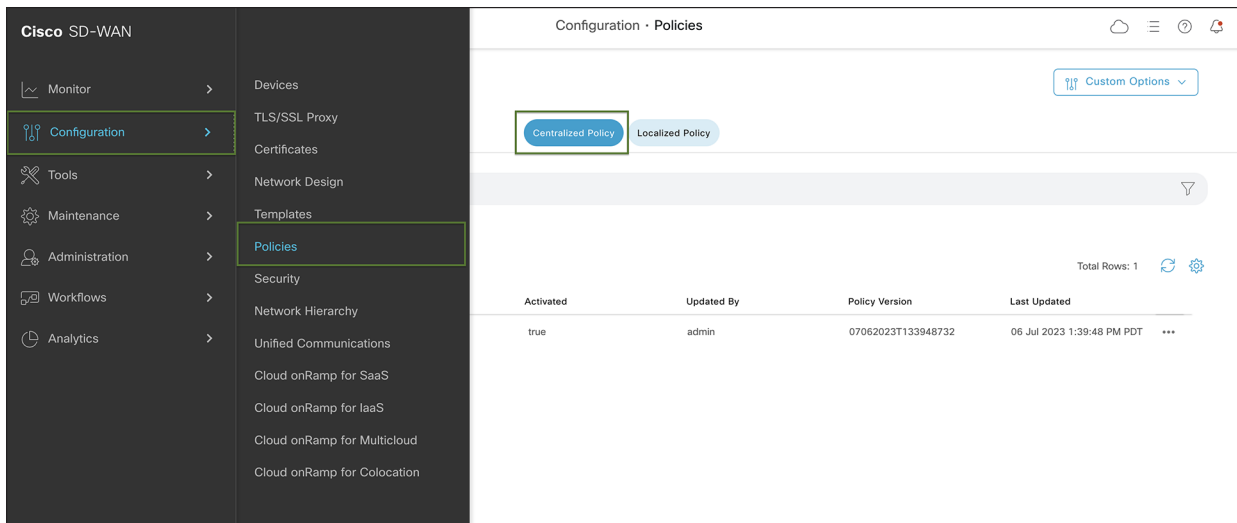 Cisco SD-WAN
Configuration · Policies
Monitor
Configuration
Tools
Maintenance
Administration
Workflows
Analytics
Devices
TLS/SSL Proxy
Certificates
Network Design
Templates
Policies
Security
Network Hierarchy
Unified Communications
Cloud onRamp for SaaS
Cloud onRamp for IaaS
Cloud onRamp for Multicloud
Cloud onRamp for Colocation
Custom Options
Centralized Policy Localized Policy
Total Rows: 1
Activated Updated By Policy Version Last Updated
true admin 07062023T133948732 06 Jul 2023 1:39:48 PM PDT